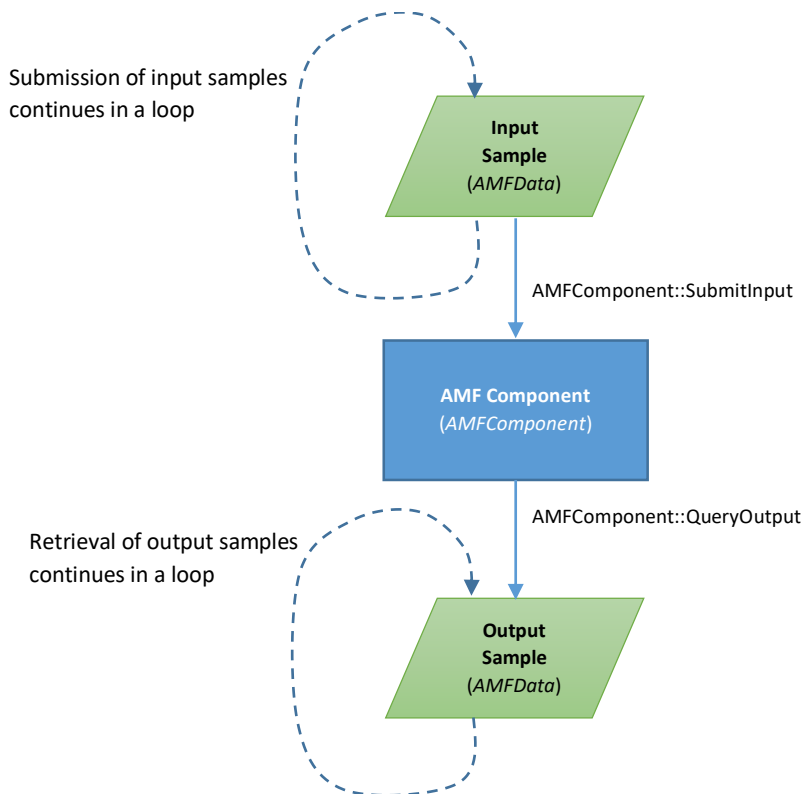 Submission of input samples
continues in a loop
Input
Sample
(AMFData)
AMFComponent::SubmitInput
AMF Component
(AMFComponent)
AMFComponent::QueryOutput
Retrieval of output samples
continues in a loop
Output
Sample
(AMFData)